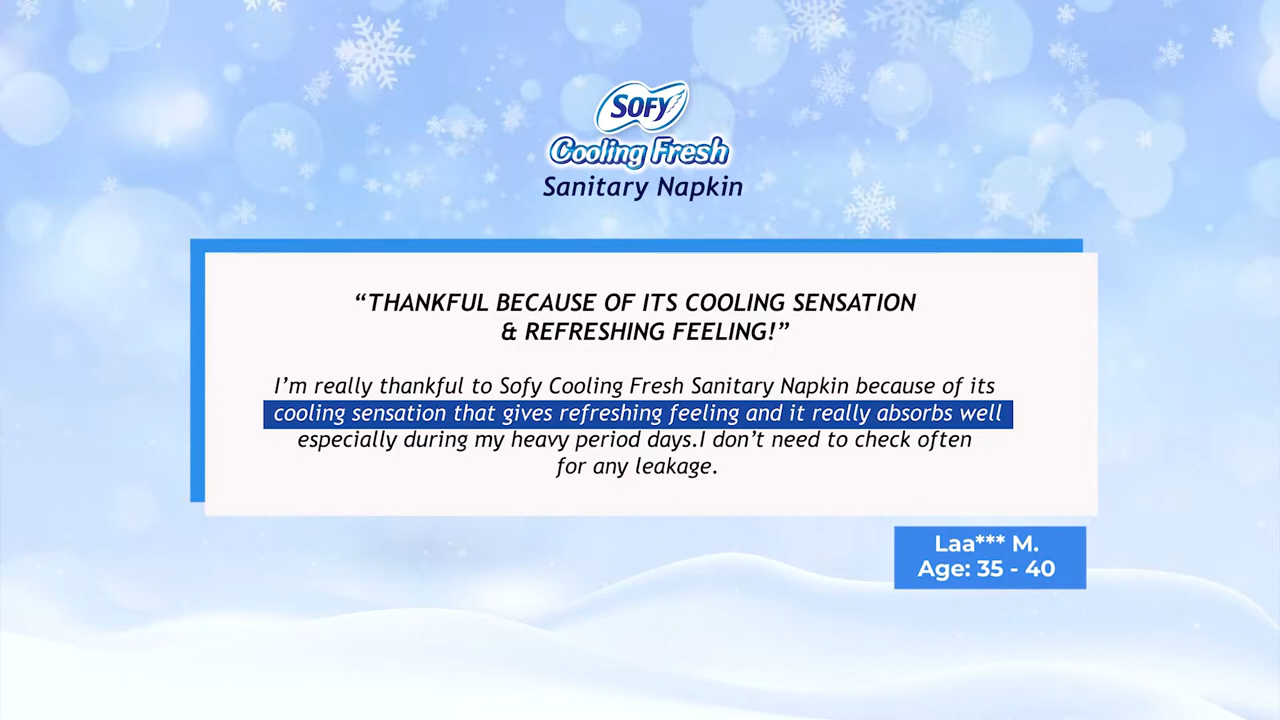 SOFY
Cooling Fresh
Sanitary Napkin
“THANKFUL BECAUSE OF ITS COOLING SENSATION
& REFRESHING FEELING!”
I’m really thankful to Sofy Cooling Fresh Sanitary Napkin because of its
cooling sensation that gives refreshing feeling and it really absorbs well
especially during my heavy period days.I don’t need to check often
for any leakage.
Laa*** M.
Age: 35 - 40